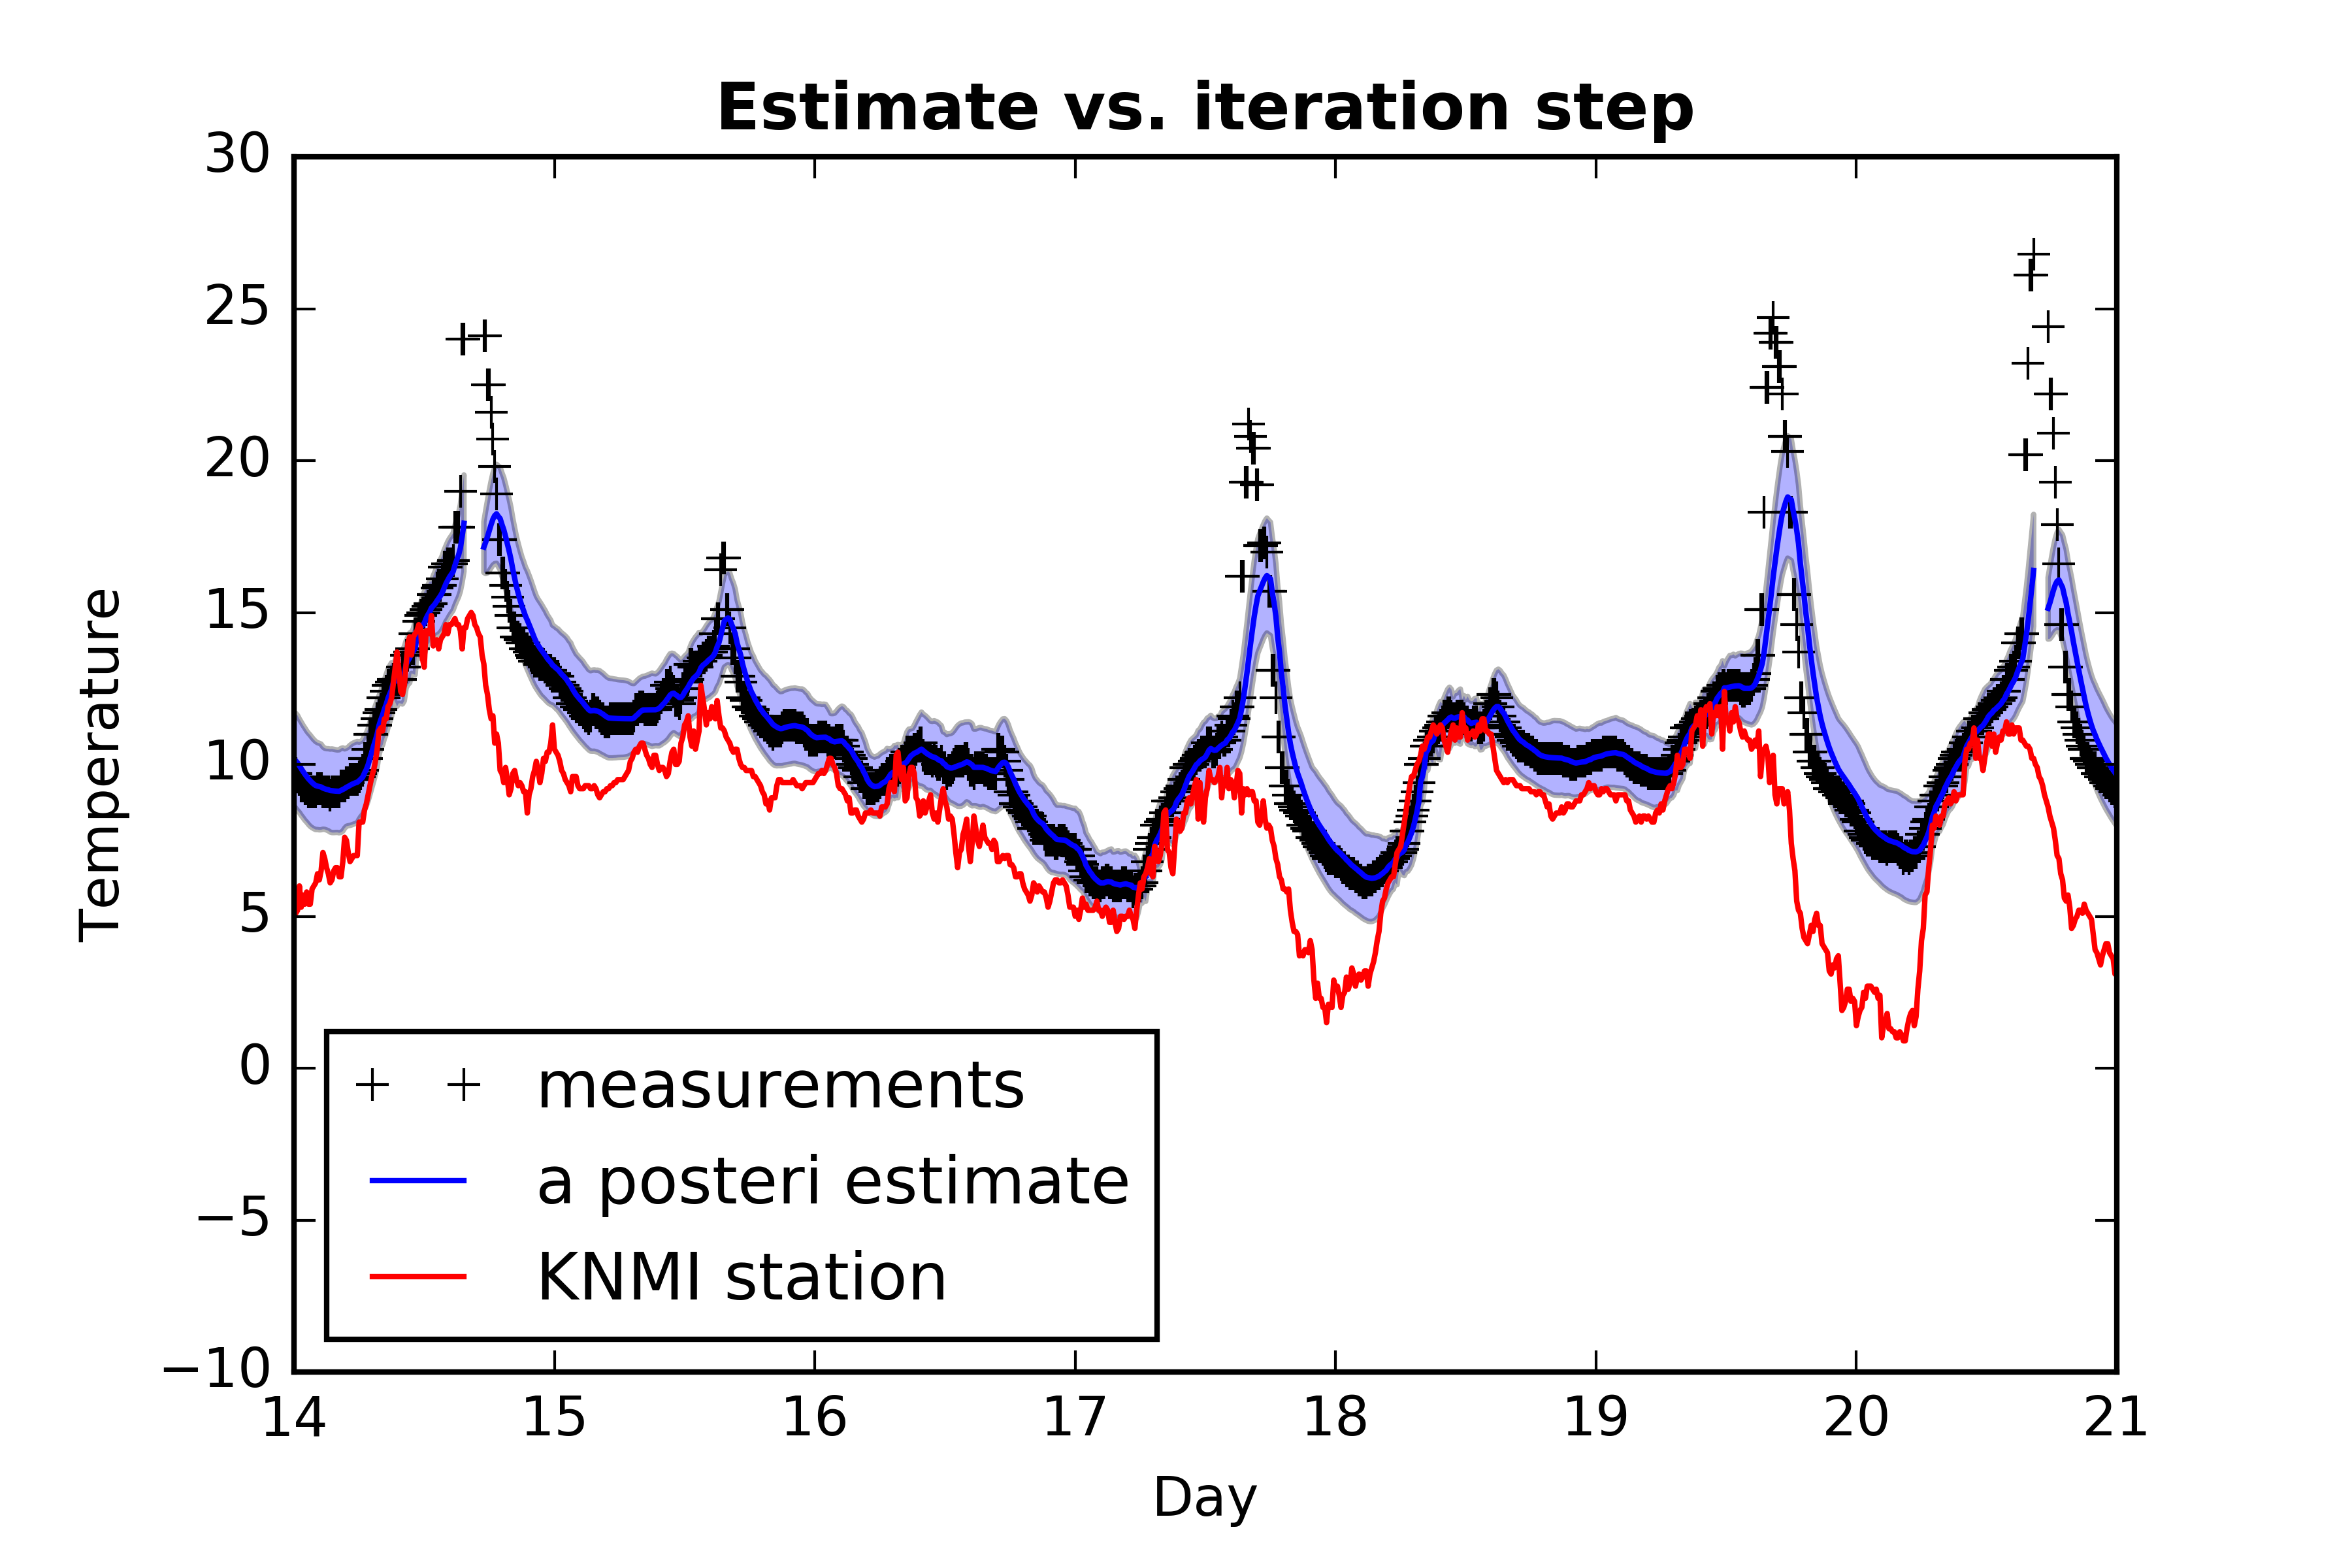 Estimate vs. iteration step
30
25
20
15
10
5
0
−5
−10
Temperature
measurements
a posteri estimate
KNMI station
14 15 16 17 18 19 20 21
Day